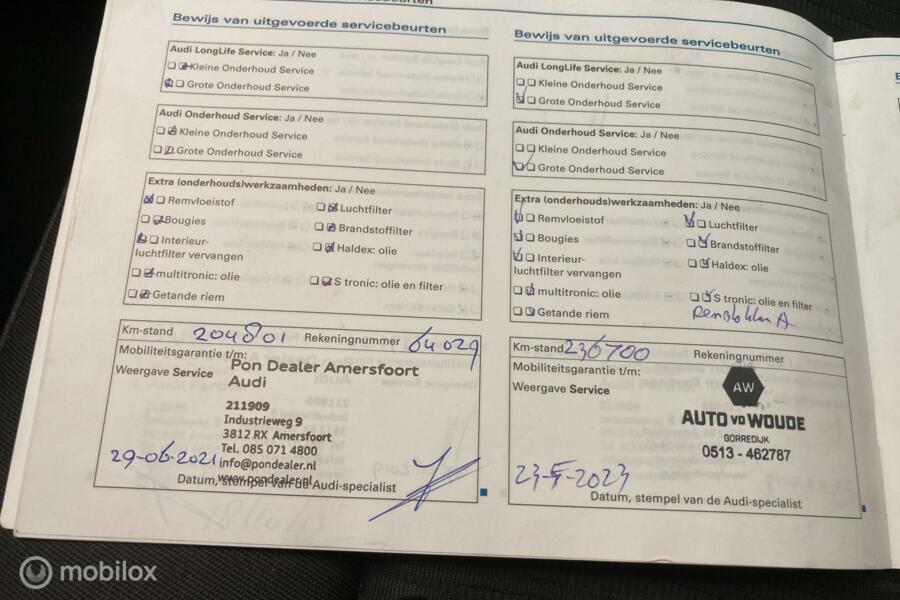 servicebeurten
Bewijs van uitgevoerde servicebeurten
Audi LongLife Service: Ja / Nee
Kleine Onderhoud Service
Grote Onderhoud Service
Audi Onderhoud Service: Ja / Nee
Kleine Onderhoud Service
Grote Onderhoud Service
Extra (onderhouds)werkzaamheden: Ja / Nee
Remvloeistof
Luchtfilter
Bougies
Brandstoffilter
Interieur-
luchtfilter vervangen
Haldex: olie
multitronic: olie
S tronic: olie en filter
Getande riem
Km-stand 204801 Rekeningnummer 64029
Mobiliteitsgarantie t/m:
Weergave Service
Pon Dealer Amersfoort
Audi
211909
Industrieweg 9
3812 RX Amersfoort
Tel. 085 071 4800
info@pondealer.nl
www.pondealer.nl
29-06-2021
Datum, stempel van de Audi-specialist
Bewijs van uitgevoerde servicebeurten
Audi LongLife Service: Ja / Nee
Kleine Onderhoud Service
Grote Onderhoud Service
Audi Onderhoud Service: Ja / Nee
Kleine Onderhoud Service
Grote Onderhoud Service
Extra (onderhouds)werkzaamheden: Ja / Nee
Remvloeistof
Luchtfilter
Bougies
Brandstoffilter
Interieur-
luchtfilter vervangen
Haldex: olie
multitronic: olie
S tronic: olie en filter
Getande riem
Remblokken A
Km-stand 236700 Rekeningnummer
Mobiliteitsgarantie t/m:
Weergave Service
AW
AUTO VD WOUDE
GORREDIJK
0513 - 462787
Datum, stempel van de Audi-specialist
mobilox